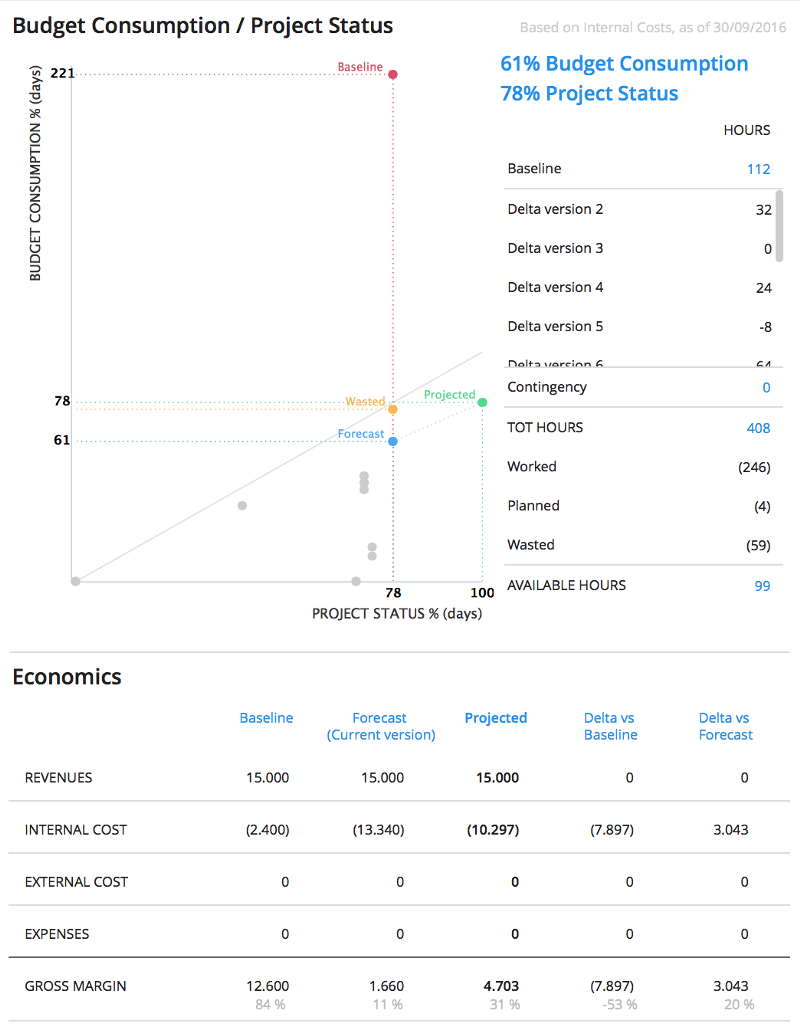 Budget Consumption / Project Status
Based on Internal Costs, as of 30/09/2016
BUDGET CONSUMPTION % (days)
221
Baseline
78
Wasted
Projected
61
Forecast
78
100
PROJECT STATUS % (days)
61% Budget Consumption
78% Project Status
HOURS
Baseline 112
Delta version 2 32
Delta version 3 0
Delta version 4 24
Delta version 5 -8
Delta version 6 64
Contingency 0
TOT HOURS 408
Worked (246)
Planned (4)
Wasted (59)
AVAILABLE HOURS 99
Economics
Baseline Forecast Projected Delta vs Delta vs
(Current version) Baseline Forecast
REVENUES 15.000 15.000 15.000 0 0
INTERNAL COST (2.400) (13.340) (10.297) (7.897) 3.043
EXTERNAL COST 0 0 0 0 0
EXPENSES 0 0 0 0 0
GROSS MARGIN 12.600 1.660 4.703 (7.897) 3.043
84 % 11 % 31 % -53 % 20 %